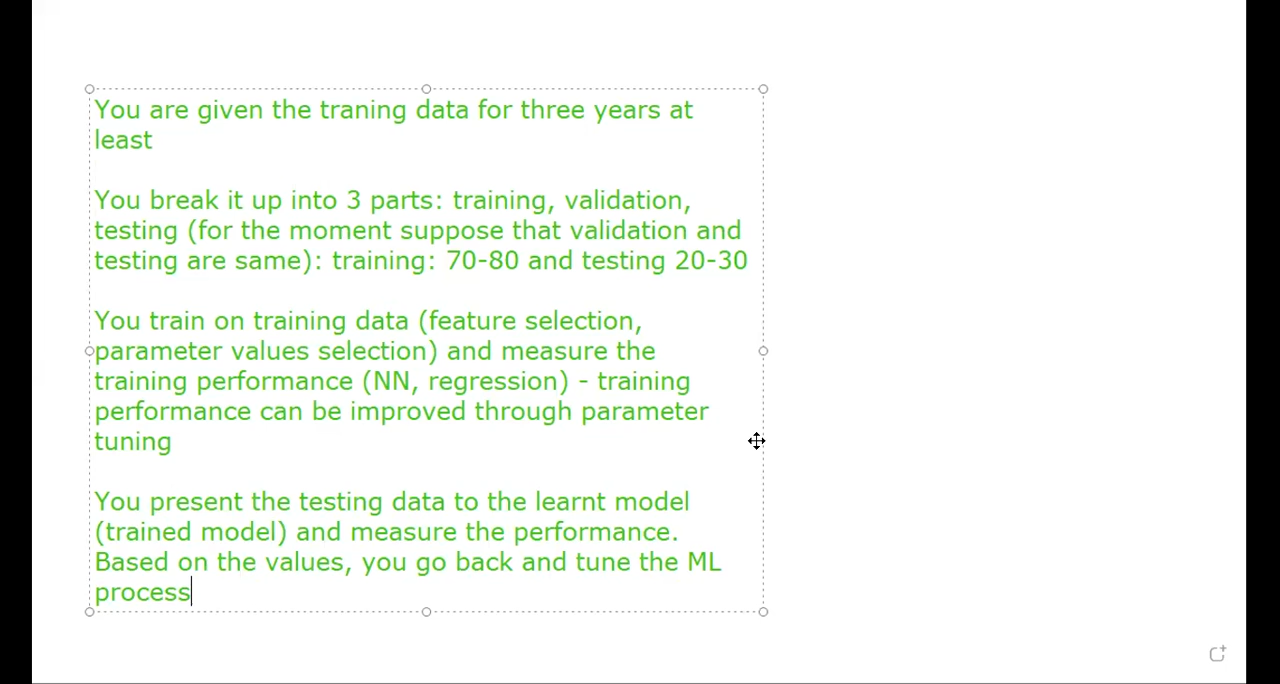 You are given the traning data for three years at
least
You break it up into 3 parts: training, validation,
testing (for the moment suppose that validation and
testing are same): training: 70-80 and testing 20-30
You train on training data (feature selection,
parameter values selection) and measure the
training performance (NN, regression) - training
performance can be improved through parameter
tuning
You present the testing data to the learnt model
(trained model) and measure the performance.
Based on the values, you go back and tune the ML
process